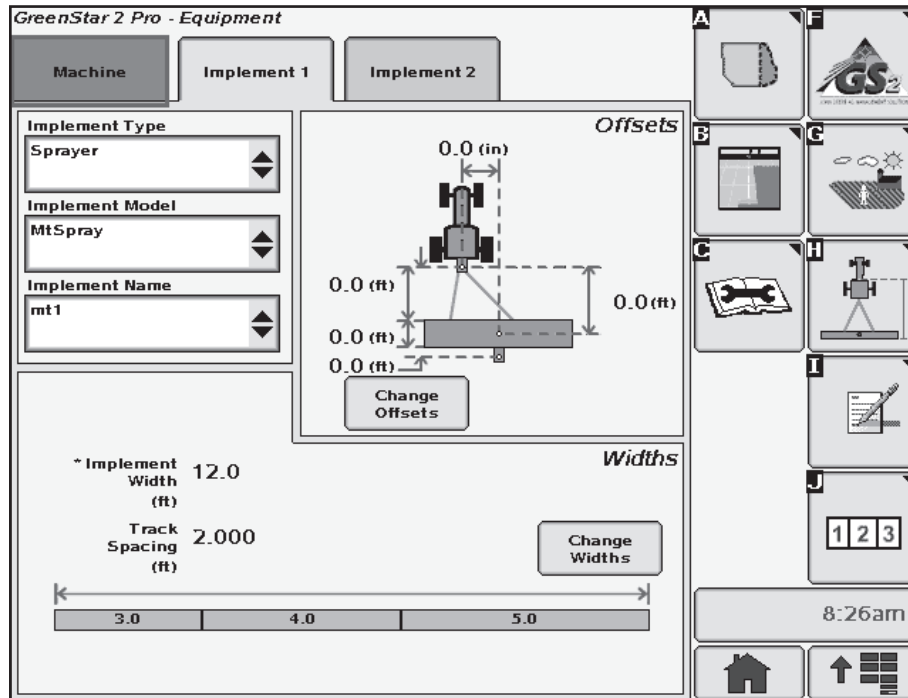 GreenStar 2 Pro - Equipment
Machine
Implement 1
Implement 2
Implement Type
Sprayer
Implement Model
MtSpray
Implement Name
mt1
Offsets
0.0 (in)
0.0 (ft)
0.0 (ft)
0.0 (ft)
0.0 (ft)
Change
Offsets
Widths
*Implement
Width
(ft)
12.0
Track
Spacing
(ft)
2.000
Change
Widths
3.0
4.0
5.0
A
F
GS2
B
G
C
H
I
J
1 2 3
8:26am